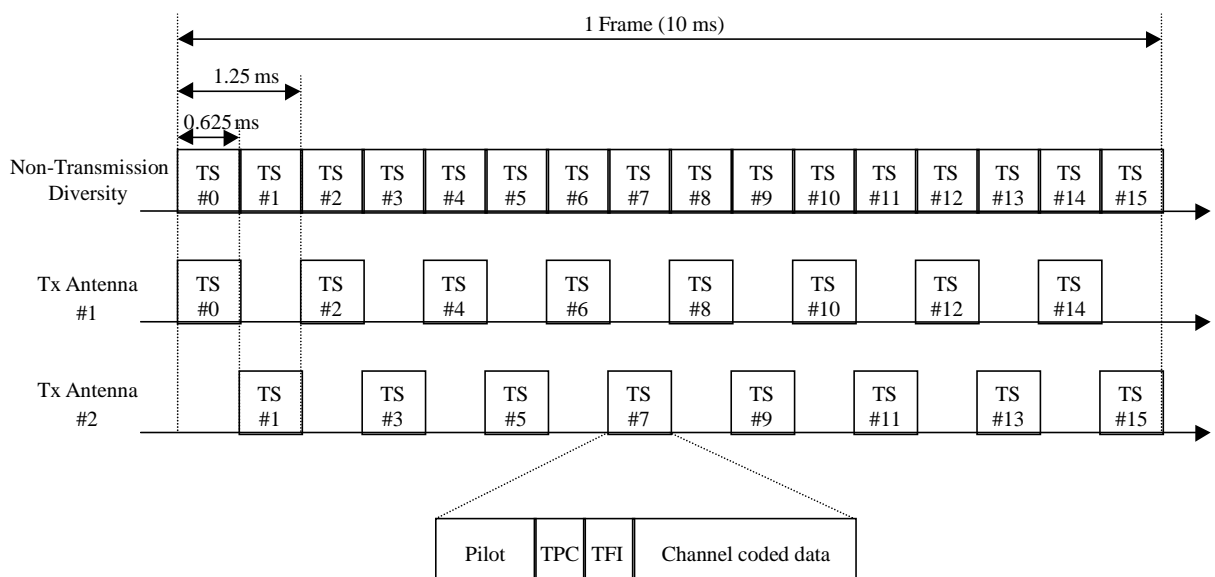 1 Frame (10 ms)
1.25 ms
0.625 ms
Non-Transmission
Diversity
TS TS TS TS TS TS TS TS TS TS TS TS TS TS TS TS
#0 #1 #2 #3 #4 #5 #6 #7 #8 #9 #10 #11 #12 #13 #14 #15
Tx Antenna
#1
TS TS TS TS TS TS TS TS
#0 #2 #4 #6 #8 #10 #12 #14
Tx Antenna
#2
TS TS TS TS TS TS TS TS
#1 #3 #5 #7 #9 #11 #13 #15
Pilot TPC TFI Channel coded data